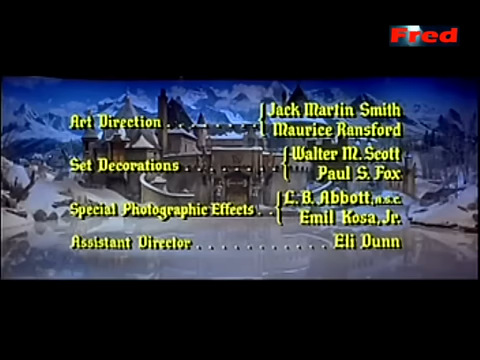 Fred
Art Direction . . . . . . . . . . { Jack Martin Smith
Maurice Ransford
Set Decorations . . . . . . . . . . { Walter M. Scott
Paul S. Fox
Special Photographic Effects . . { L. B. Abbott, A.S.C.
Emil Kosa, Jr.
Assistant Director . . . . . . . . . . . . Eli Dunn